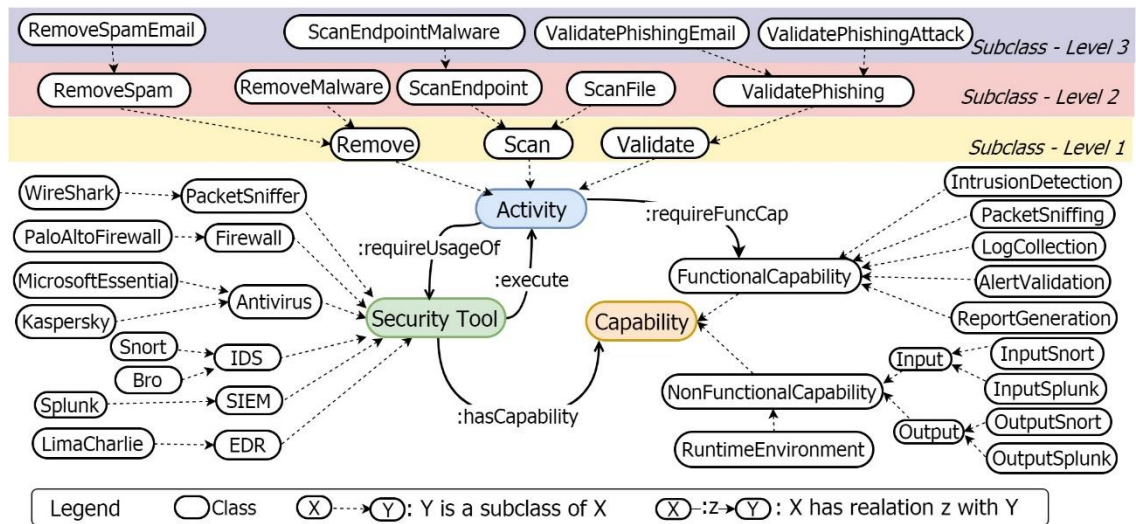 RemoveSpamEmail
ScanEndpointMalware
ValidatePhishingEmail
ValidatePhishingAttack
Subclass - Level 3
RemoveSpam
RemoveMalware
ScanEndpoint
ScanFile
ValidatePhishing
Subclass - Level 2
Remove
Scan
Validate
Subclass - Level 1
WireShark
PacketSniffer
Activity
:requireFuncCap
IntrusionDetection
PacketSniffing
PaloAltoFirewall
Firewall
:requireUsageOf
LogCollection
:execute
FunctionalCapability
AlertValidation
MicrosoftEssential
Antivirus
Kaspersky
Security Tool
Capability
ReportGeneration
Snort
IDS
Bro
Input
InputSnort
InputSplunk
Splunk
SIEM
:hasCapability
NonFunctionalCapability
LimaCharlie
EDR
RuntimeEnvironment
Output
OutputSnort
OutputSplunk
Legend
Class
X
Y : Y is a subclass of X
X :z Y : X has realation z with Y